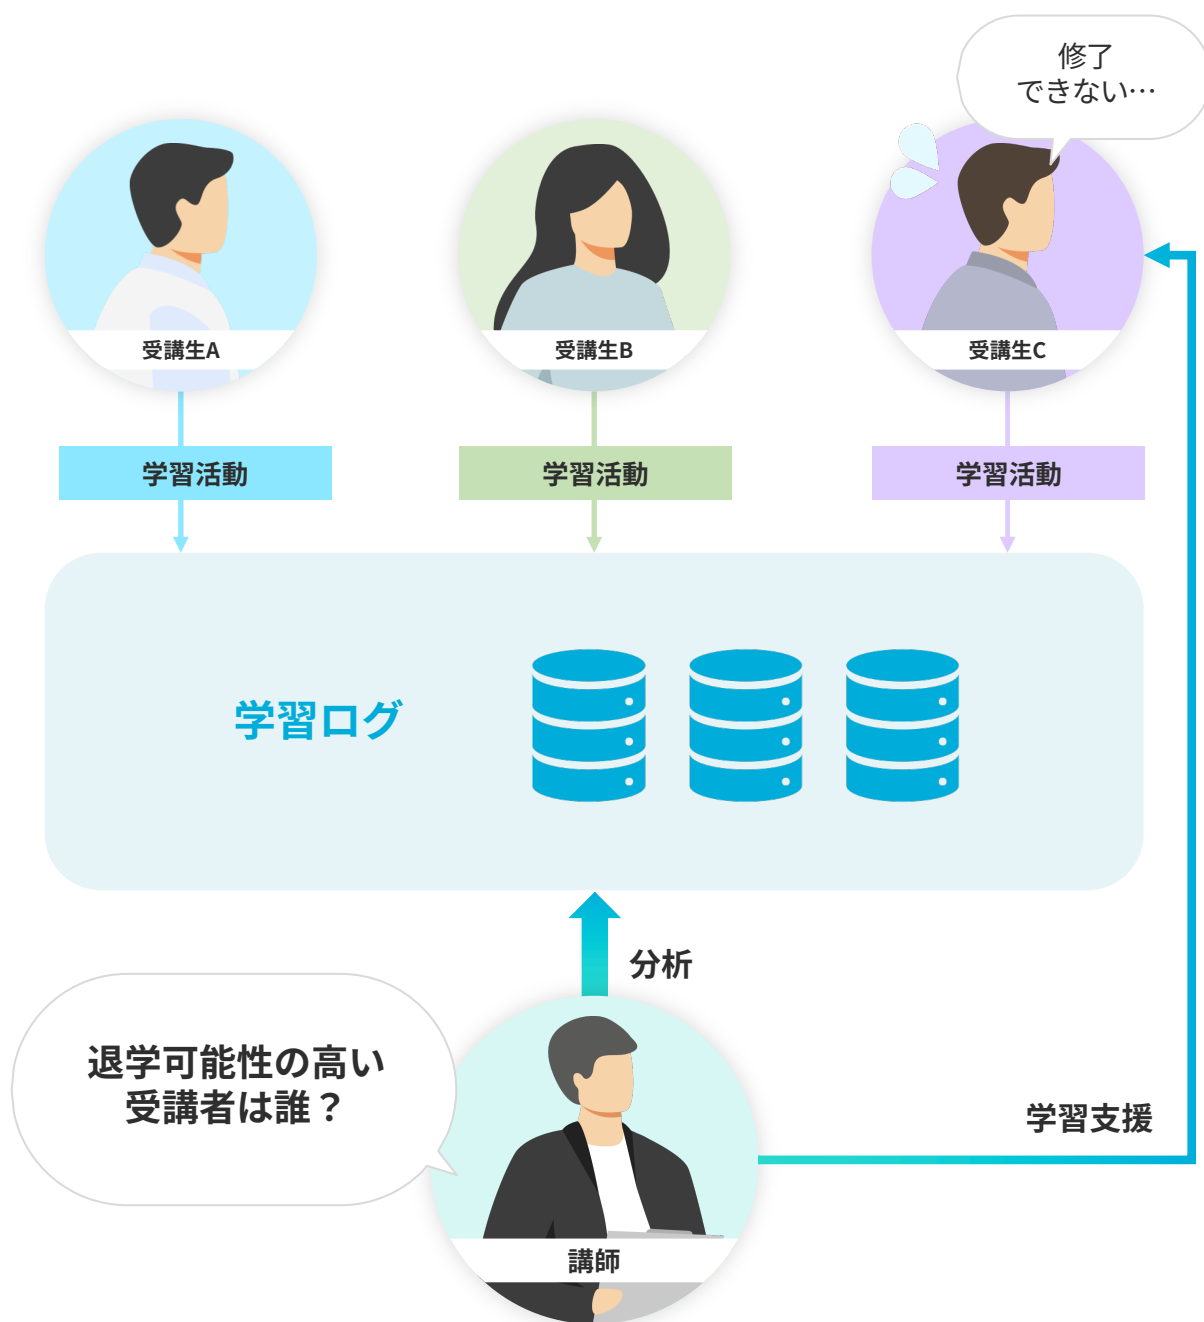 修了
できない…
受講生A
受講生B
受講生C
学習活動
学習活動
学習活動
学習ログ
分析
退学可能性の高い
受講者は誰？
学習支援
講師